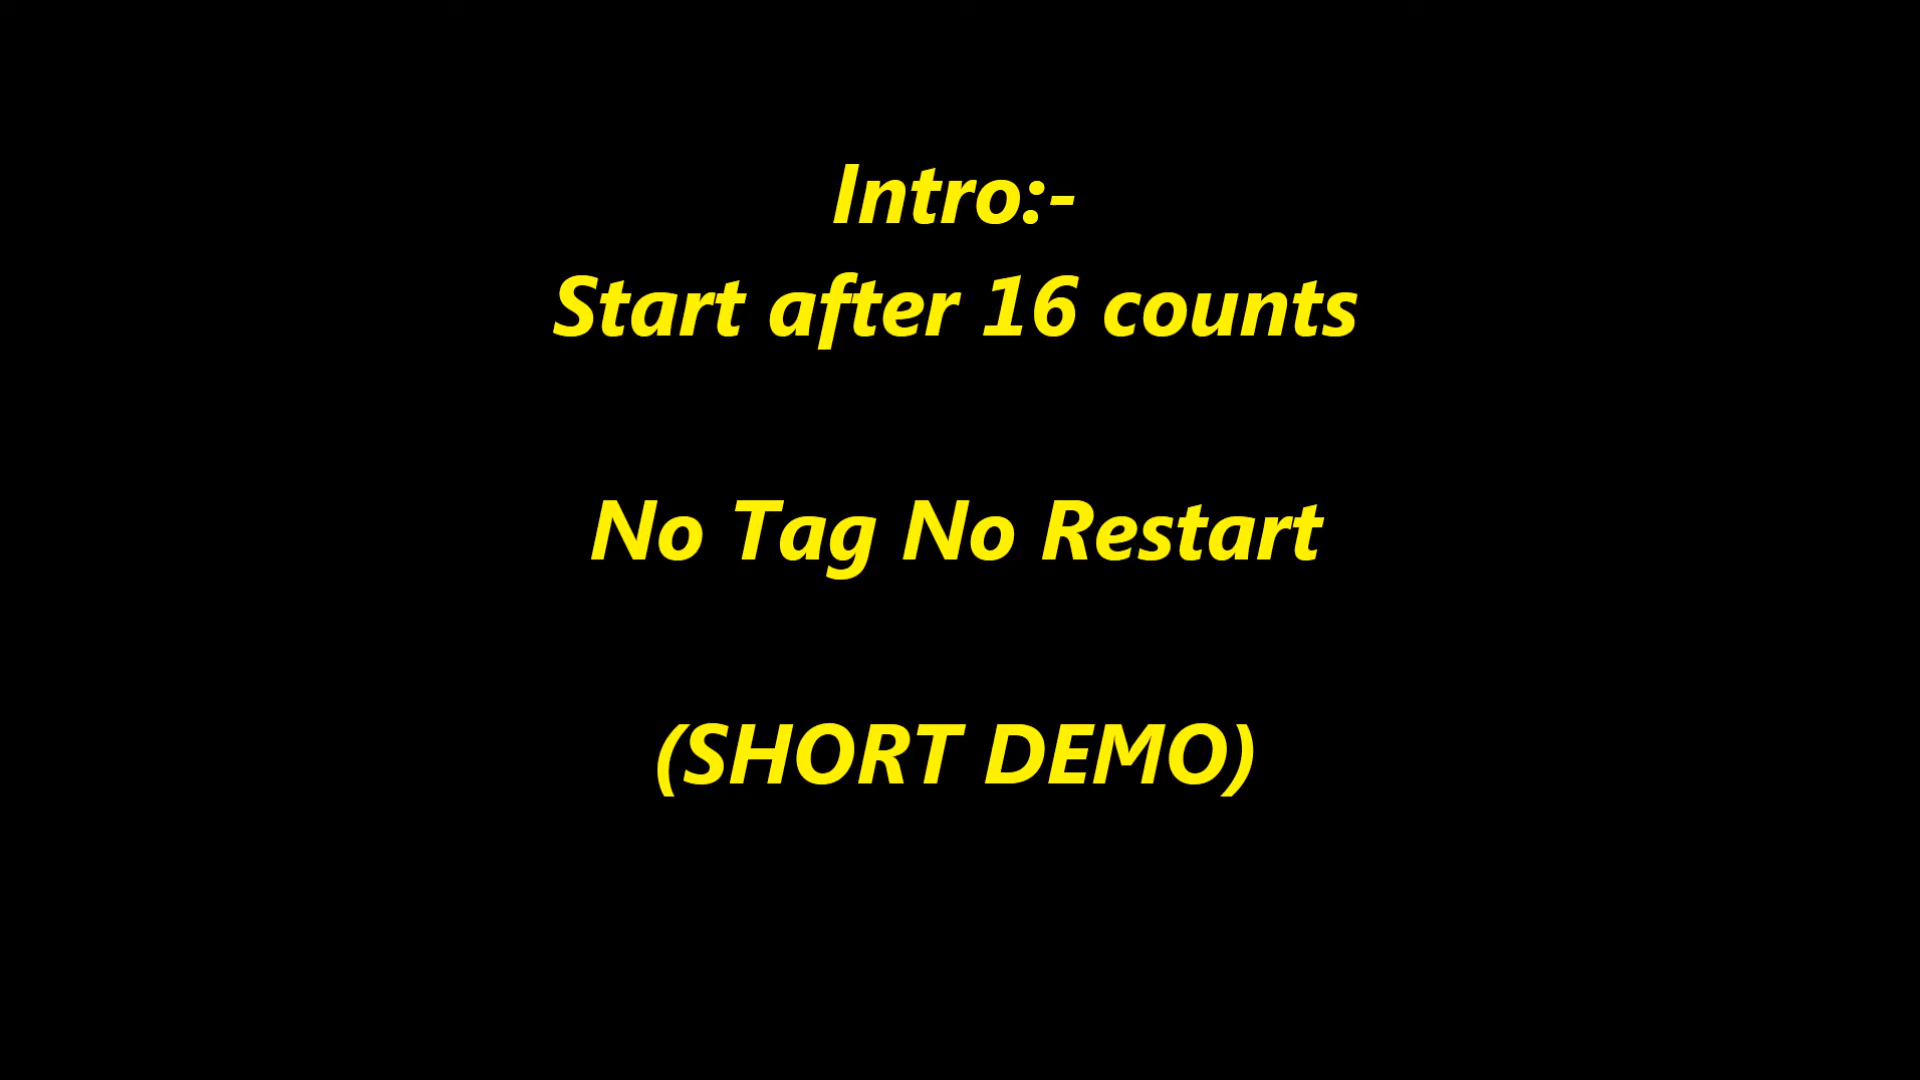 Intro:-
Start after 16 counts
No Tag No Restart
(SHORT DEMO)